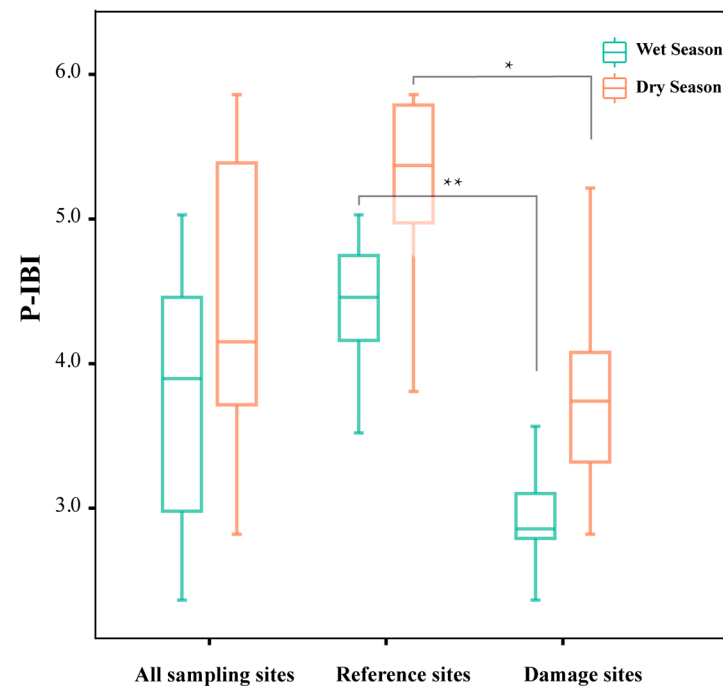 Wet Season
Dry Season
6.0
5.0
4.0
3.0
P-IBI
*
**
All sampling sites
Reference sites
Damage sites